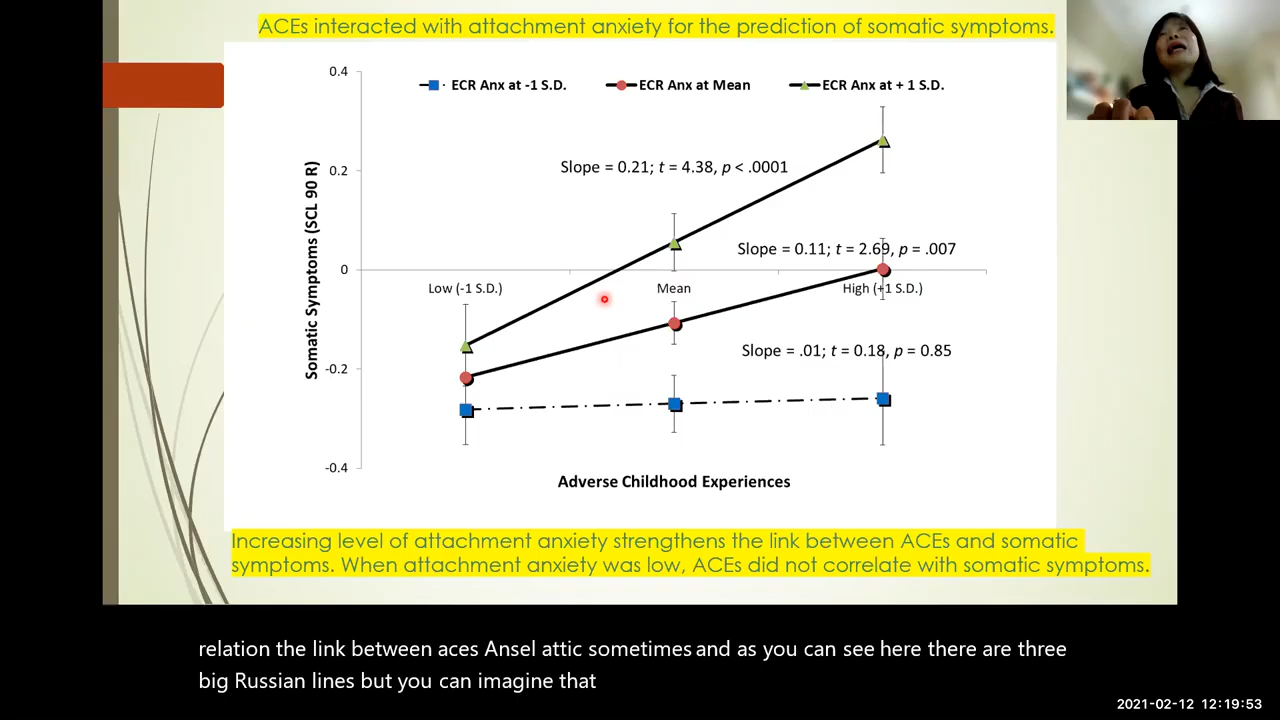 ACEs interacted with attachment anxiety for the prediction of somatic symptoms.
0.4
ECR Anx at -1 S.D.
ECR Anx at Mean
ECR Anx at + 1 S.D.
Slope = 0.21; t = 4.38, p < .0001
0.2
Somatic Symptoms (SCL 90 R)
Slope = 0.11; t = 2.69, p = .007
0
Low (-1 S.D.)
Mean
High (+1 S.D.)
Slope = .01; t = 0.18, p = 0.85
-0.2
-0.4
Adverse Childhood Experiences
Increasing level of attachment anxiety strengthens the link between ACEs and somatic
symptoms. When attachment anxiety was low, ACEs did not correlate with somatic symptoms.
relation the link between aces Ansel attic sometimes and as you can see here there are three
big Russian lines but you can imagine that
2021-02-12 12:19:53